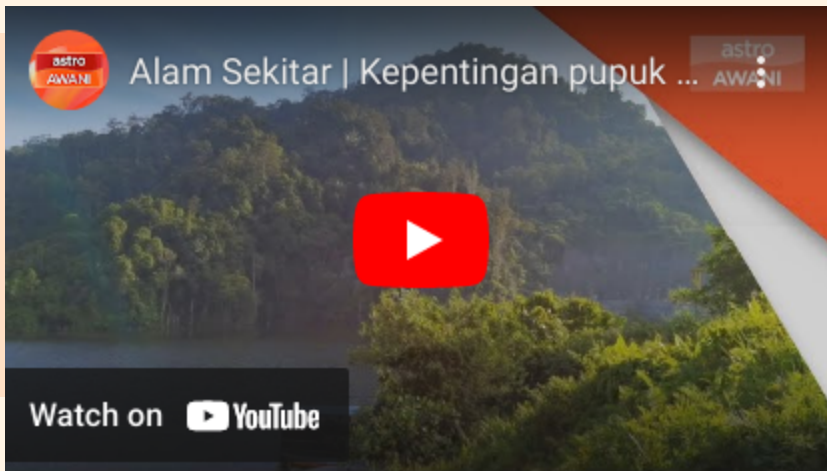 astro
AWANI
Alam Sekitar | Kepentingan pupuk ...
astro
AWANI
Watch on YouTube